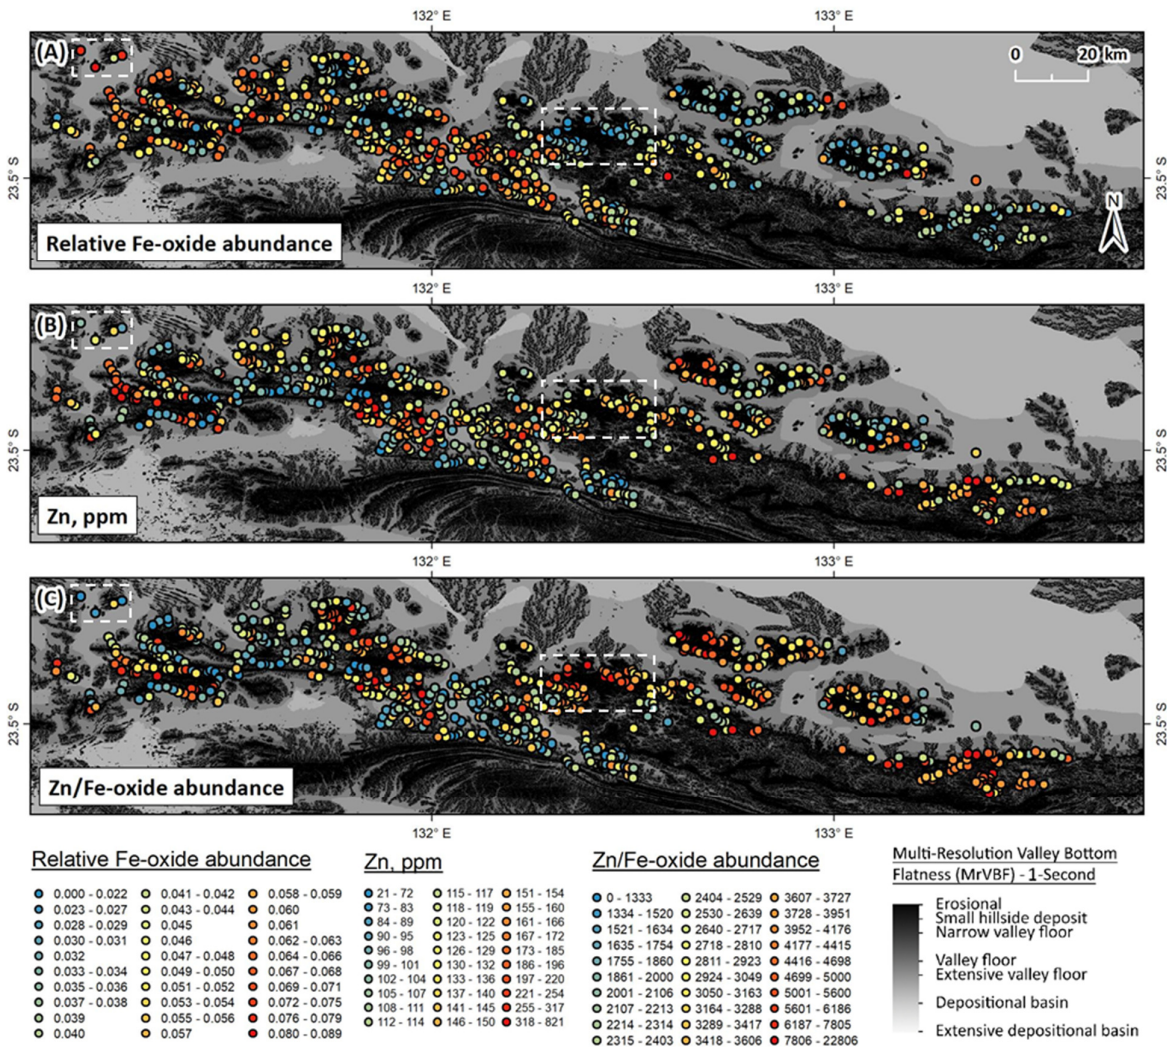 132° E
133° E
(A)
0
20 km
23.5° S
23.5° S
N
Relative Fe-oxide abundance
132° E
133° E
(B)
23.5° S
23.5° S
Zn, ppm
132° E
133° E
(C)
23.5° S
23.5° S
Zn/Fe-oxide abundance
132° E
133° E
Relative Fe-oxide abundance
0.000 - 0.022
0.023 - 0.027
0.028 - 0.029
0.030 - 0.031
0.032
0.033 - 0.034
0.035 - 0.036
0.037 - 0.038
0.039
0.040
0.041 - 0.042
0.043 - 0.044
0.045
0.046
0.047 - 0.048
0.049 - 0.050
0.051 - 0.052
0.053 - 0.054
0.055 - 0.056
0.057
0.058 - 0.059
0.060
0.061
0.062 - 0.063
0.064 - 0.066
0.067 - 0.068
0.069 - 0.071
0.072 - 0.075
0.076 - 0.079
0.080 - 0.089
Zn, ppm
21 - 72
73 - 83
84 - 89
90 - 95
96 - 98
99 - 101
102 - 104
105 - 107
108 - 111
112 - 114
115 - 117
118 - 119
120 - 122
123 - 125
126 - 129
130 - 132
133 - 136
137 - 140
141 - 145
146 - 150
151 - 154
155 - 160
161 - 166
167 - 172
173 - 185
186 - 196
197 - 220
221 - 254
255 - 317
318 - 821
Zn/Fe-oxide abundance
0 - 1333
1334 - 1520
1521 - 1634
1635 - 1754
1755 - 1860
1861 - 2000
2001 - 2106
2107 - 2213
2214 - 2314
2315 - 2403
2404 - 2529
2530 - 2639
2640 - 2717
2718 - 2810
2811 - 2923
2924 - 3049
3050 - 3163
3164 - 3288
3289 - 3417
3418 - 3606
3607 - 3727
3728 - 3951
3952 - 4176
4177 - 4415
4416 - 4698
4699 - 5000
5001 - 5600
5601 - 6186
6187 - 7805
7806 - 22806
Multi-Resolution Valley Bottom
Flatness (MrVBF) - 1-Second
Erosional
Small hillside deposit
Narrow valley floor
Valley floor
Extensive valley floor
Depositional basin
Extensive depositional basin